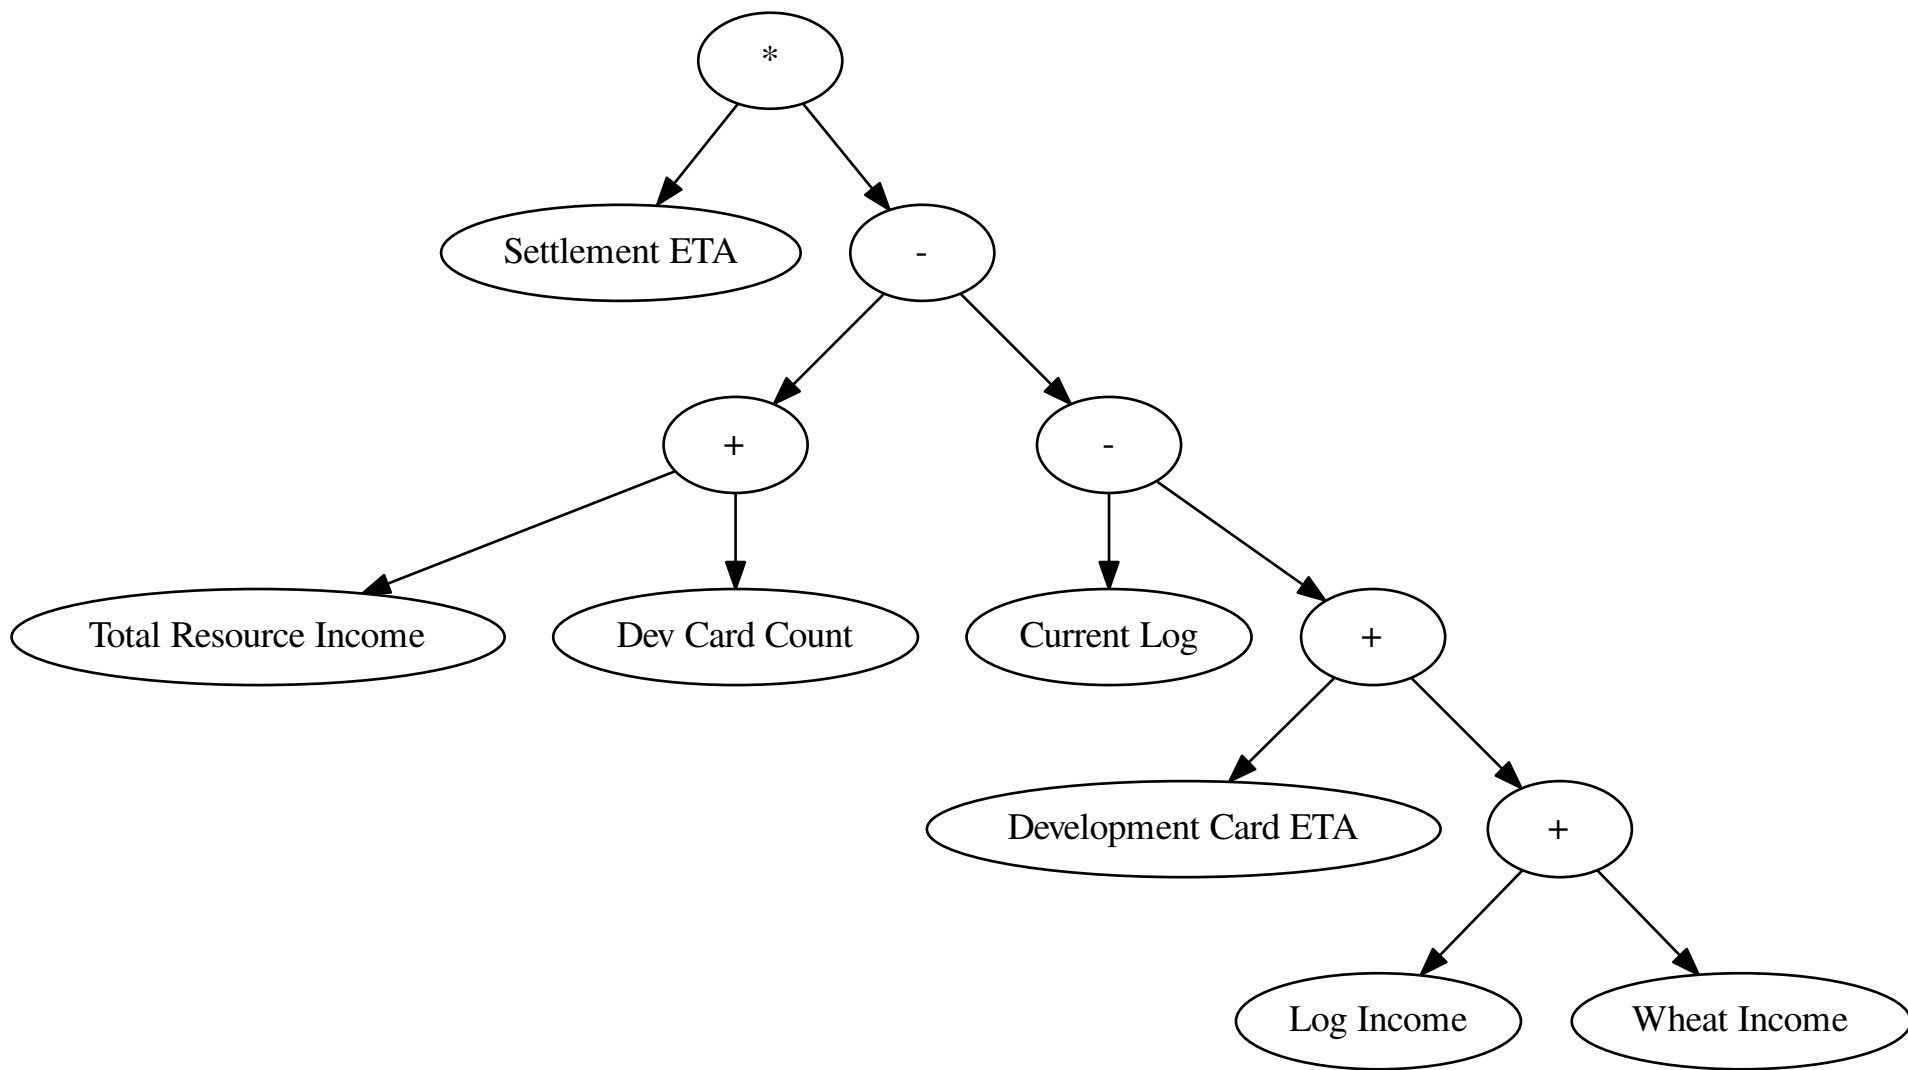 *
Settlement ETA
-
+
-
Total Resource Income
Dev Card Count
Current Log
+
Development Card ETA
+
Log Income
Wheat Income